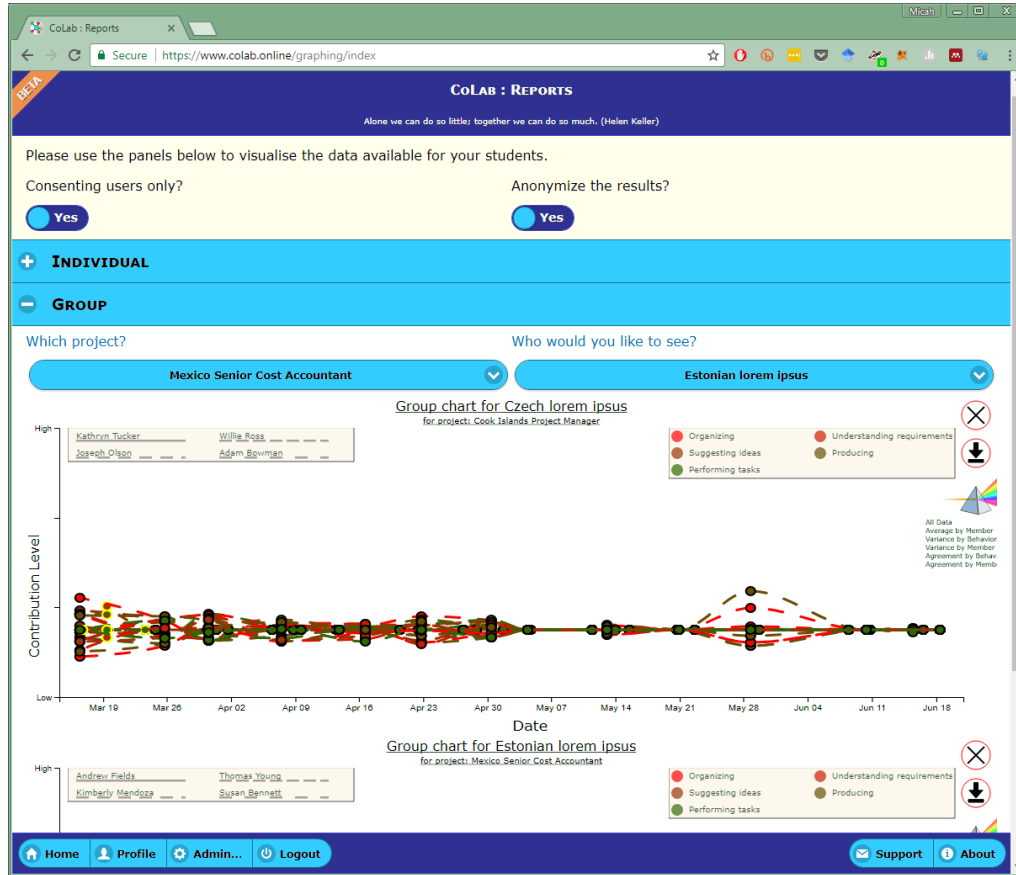 Micah
CoLab : Reports
Secure | https://www.colab.online/graphing/index
BETA
CoLab : Reports
Alone we can do so little; together we can do so much. (Helen Keller)
Please use the panels below to visualise the data available for your students.
Consenting users only? Anonymize the results?
Yes Yes
Individual
Group
Which project? Who would you like to see?
Mexico Senior Cost Accountant Estonian lorem ipsus
Group chart for Czech lorem ipsus
for project: Cook Islands Project Manager
High
Kathryn Tucker Willie Ross
Joseph Olson Adam Bowman
Organizing Understanding requirements
Suggesting ideas Producing
Performing tasks
All Data
Average by Member
Variance by Behavior
Variance by Member
Agreement by Behav
Agreement by Memb
Contribution Level
Low
Mar 19 Mar 26 Apr 02 Apr 09 Apr 16 Apr 23 Apr 30 May 07 May 14 May 21 May 28 Jun 04 Jun 11 Jun 18
Date
Group chart for Estonian lorem ipsus
for project: Mexico Senior Cost Accountant
High
Andrew Fields Thomas Young
Kimberly Mendoza Susan Bennett
Organizing Understanding requirements
Suggesting ideas Producing
Performing tasks
Home Profile Admin... Logout Support About